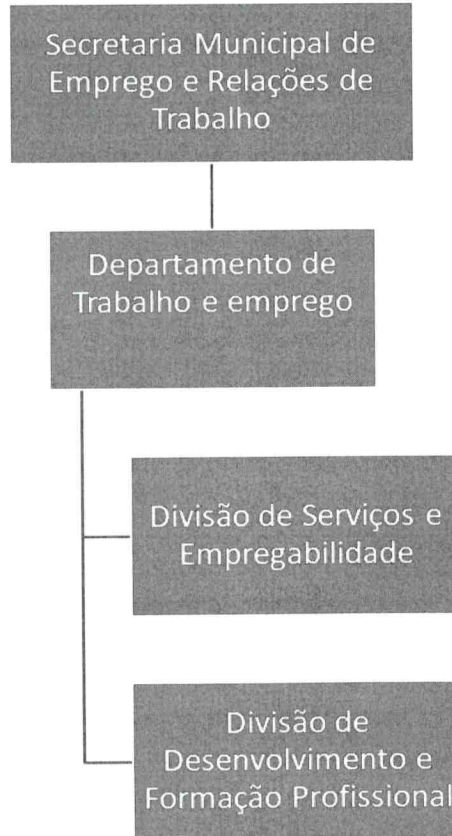 Secretaria Municipal de
Emprego e Relações de
Trabalho
Departamento de
Trabalho e emprego
Divisão de Serviços e
Empregabilidade
Divisão de
Desenvolvimento e
Formação Profissional